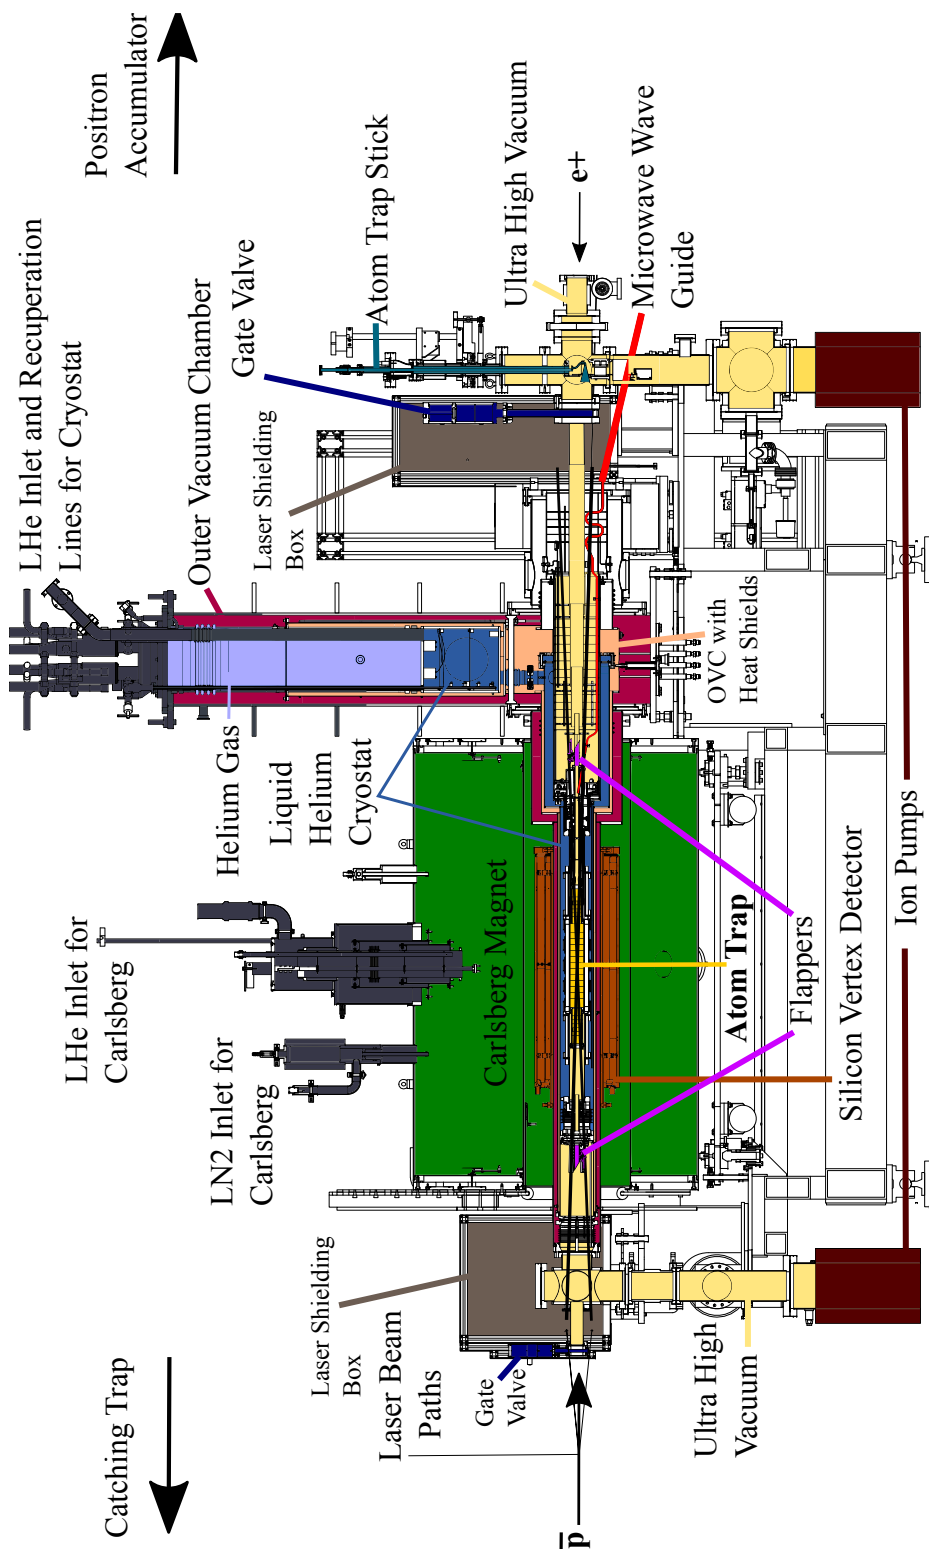 Catching Trap
Positron
Accumulator
LHe Inlet and Recuperation
Lines for Cryostat
LHe Inlet for
Carlsberg
LN2 Inlet for
Carlsberg
Outer Vacuum Chamber
Gate Valve
Helium Gas
Liquid
Helium
Cryostat
Laser Shielding
Box
Atom Trap Stick
Laser Shielding
Box
Laser Beam
Paths
Gate
Valve
Carlsberg Magnet
Ultra High Vacuum
p̅
e+
Microwave Wave
Guide
Ultra High
Vacuum
Atom Trap
Flappers
OVC with
Heat Shields
Silicon Vertex Detector
Ion Pumps